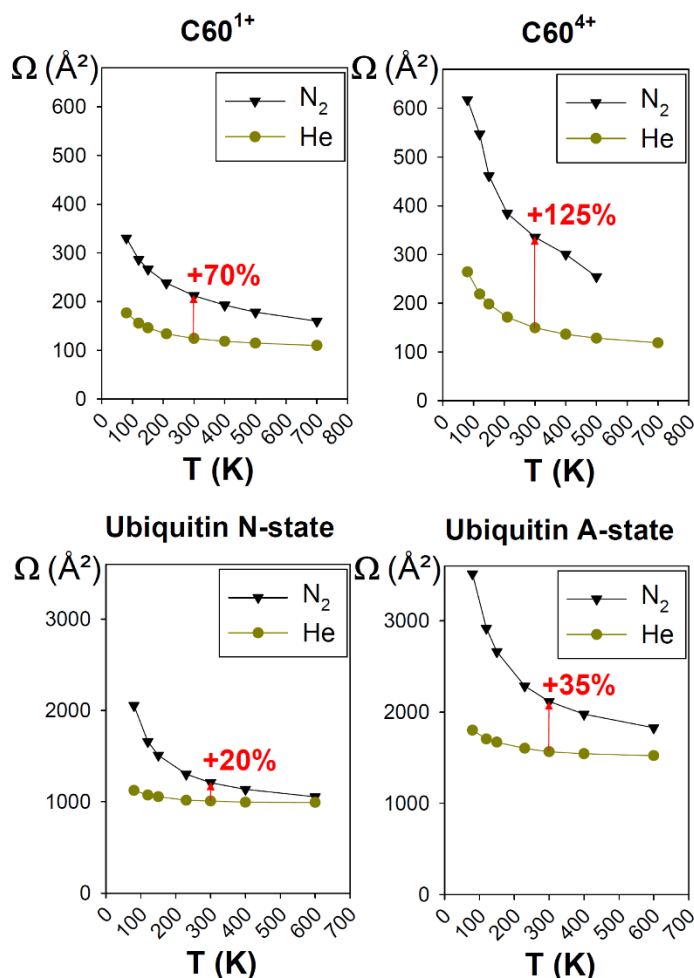 C60¹⁺
Ω (Å²)
600
500
400
300
200
100
0
N₂
He
+70%
0 100 200 300 400 500 600 700 800
T (K)
C60⁴⁺
Ω (Å²)
600
500
400
300
200
100
0
N₂
He
+125%
0 100 200 300 400 500 600 700 800
T (K)
Ubiquitin N-state
Ω (Å²)
3000
2000
1000
0
N₂
He
+20%
0 100 200 300 400 500 600 700
T (K)
Ubiquitin A-state
Ω (Å²)
3000
2000
1000
0
N₂
He
+35%
0 100 200 300 400 500 600 700
T (K)